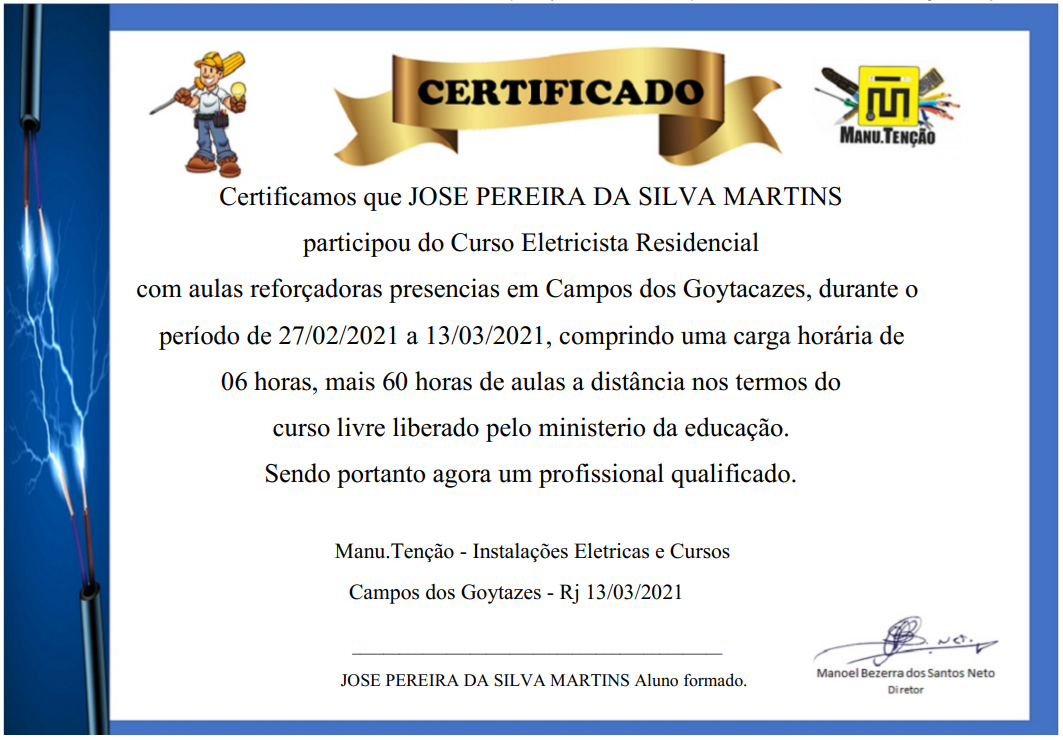 CERTIFICADO
MANU.TENÇÃO
Certificamos que JOSE PEREIRA DA SILVA MARTINS
participou do Curso Eletricista Residencial
com aulas reforçadoras presencias em Campos dos Goytacazes, durante o
período de 27/02/2021 a 13/03/2021, comprindo uma carga horária de
06 horas, mais 60 horas de aulas a distância nos termos do
curso livre liberado pelo ministerio da educação.
Sendo portanto agora um profissional qualificado.
Manu.Tenção - Instalações Eletricas e Cursos
Campos dos Goytazes - Rj 13/03/2021
JOSE PEREIRA DA SILVA MARTINS Aluno formado.
Manoel Bezerra dos Santos Neto
Diretor